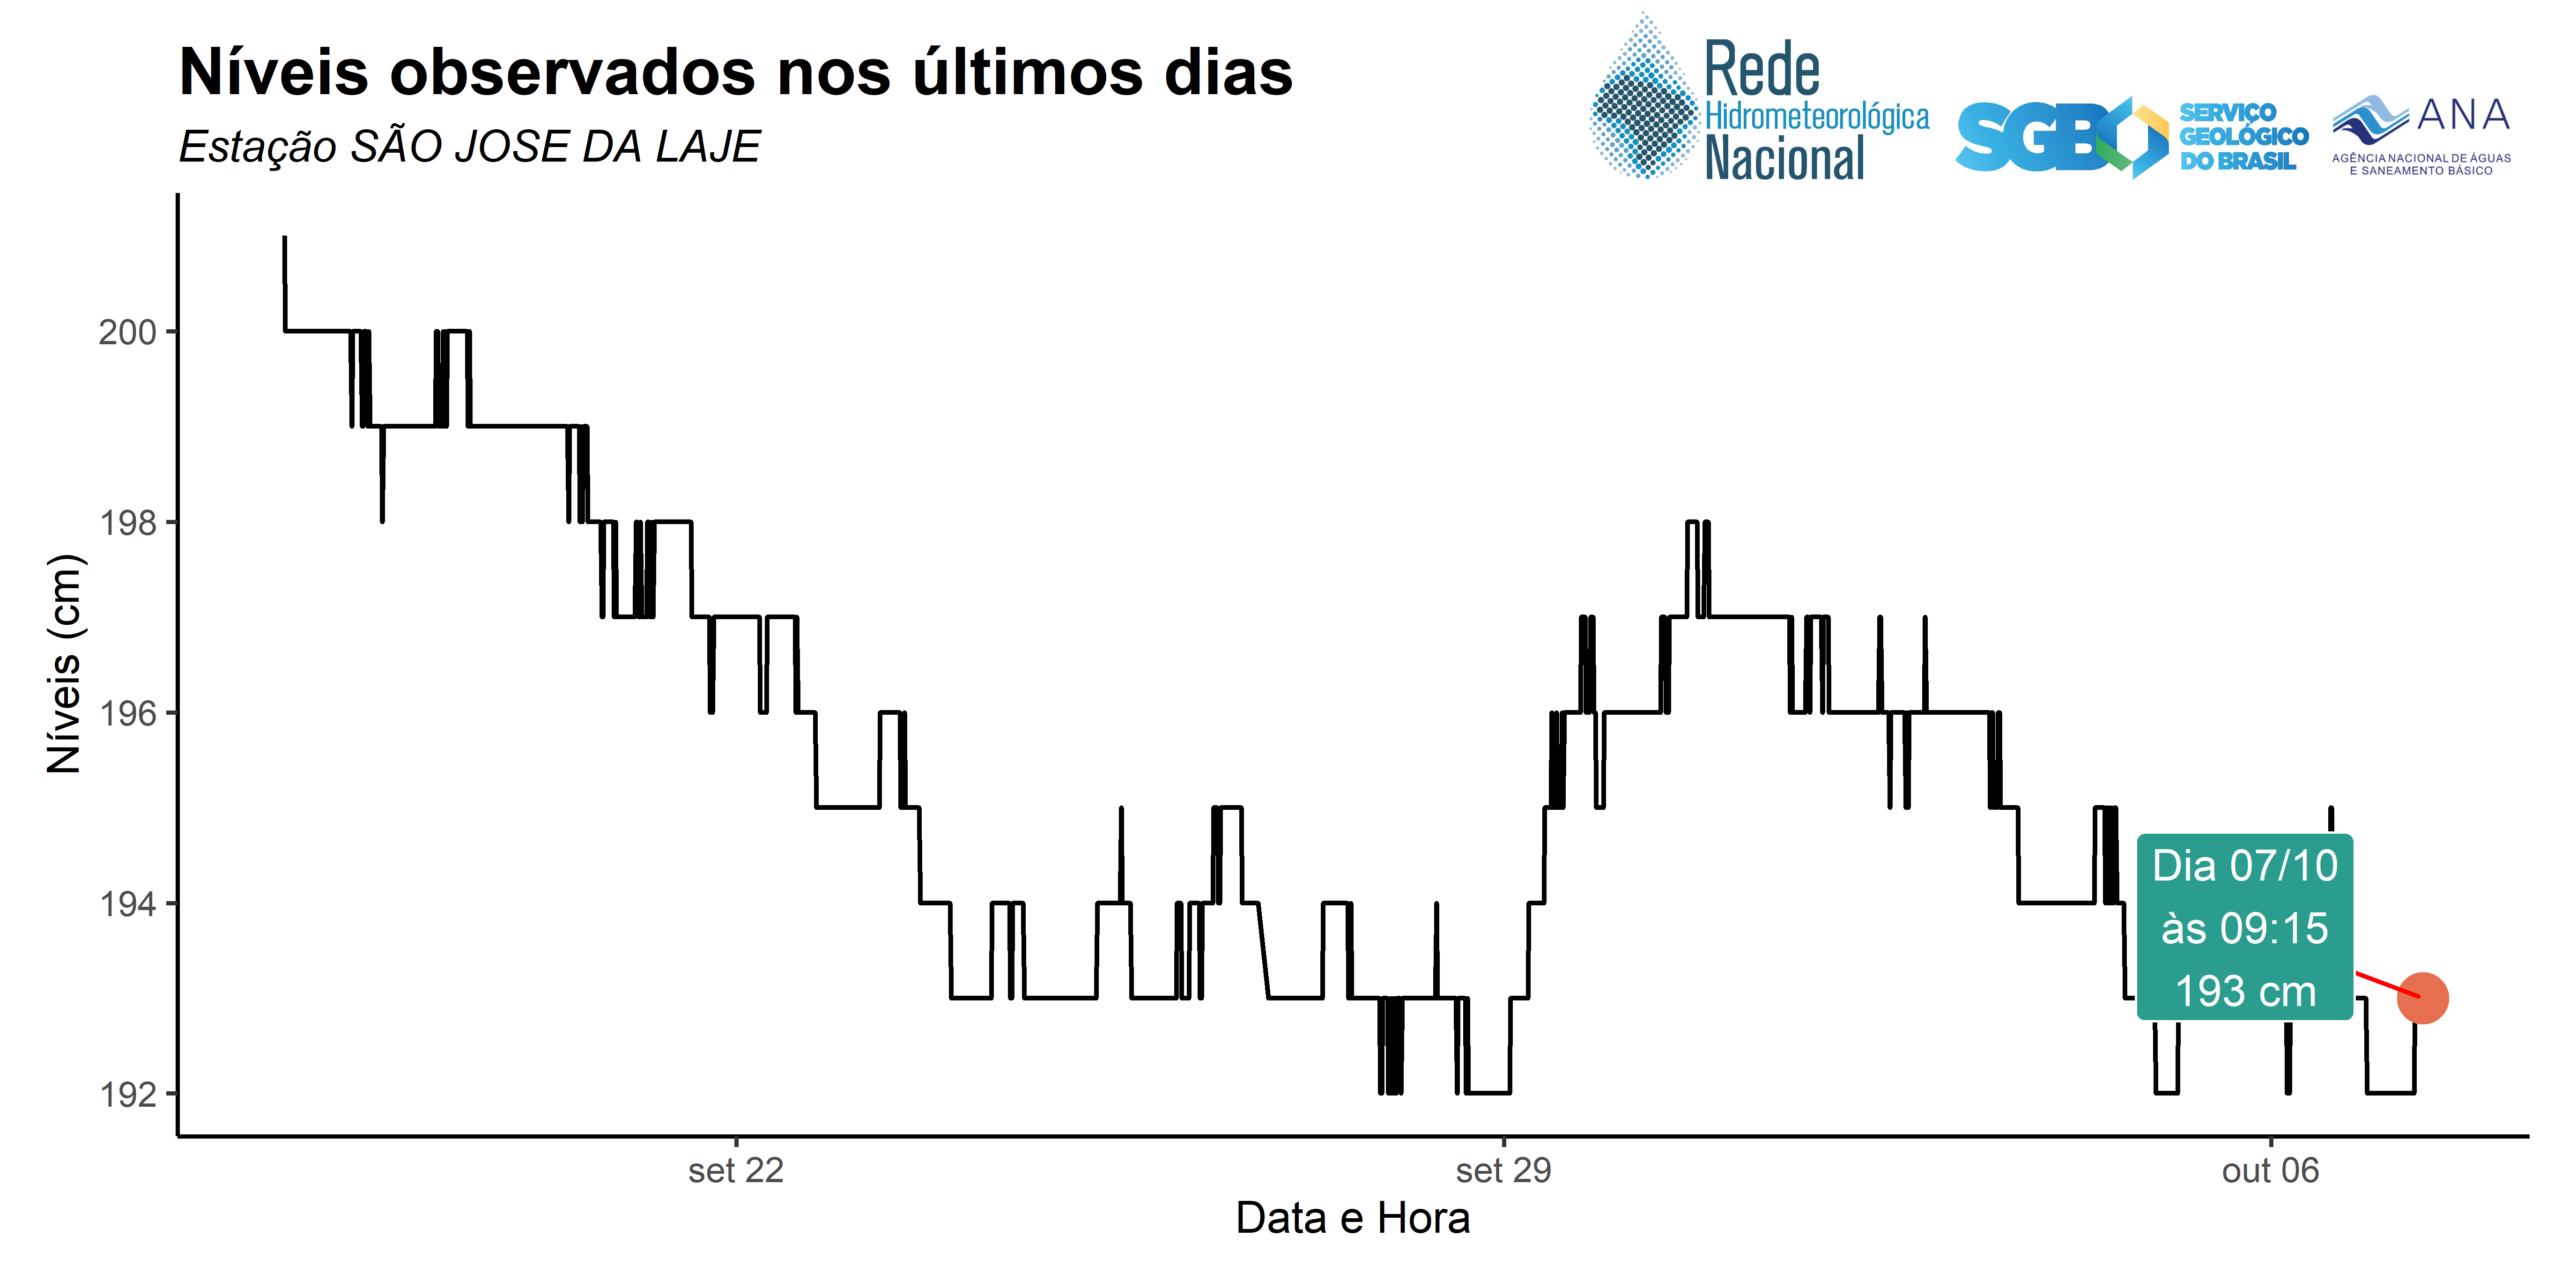 Níveis observados nos últimos dias
Estação SÃO JOSE DA LAJE
Rede
Hidrometeorológica
Nacional
SGB
SERVIÇO
GEOLÓGICO
DO BRASIL
ANA
AGÊNCIA NACIONAL DE ÁGUAS
E SANEAMENTO BÁSICO
Níveis (cm)
200
198
196
194
192
Dia 07/10
às 09:15
193 cm
set 22
set 29
out 06
Data e Hora